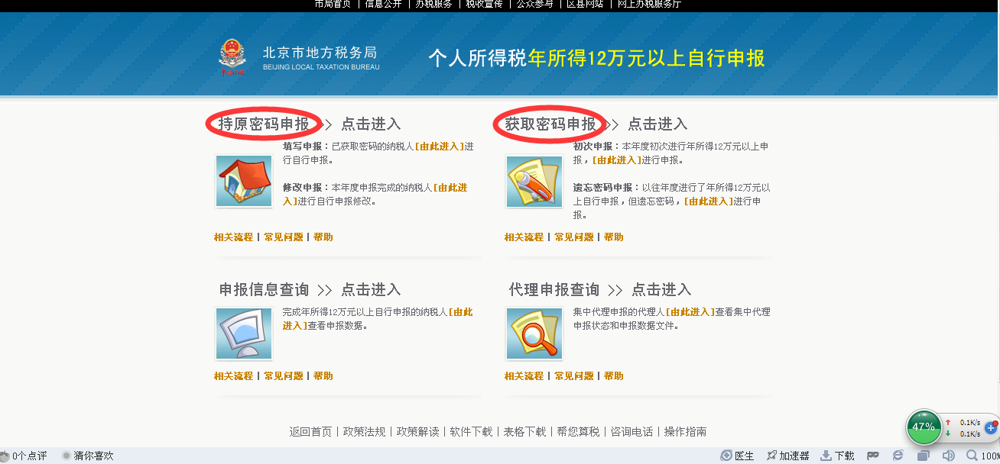 市局首页 | 信息公开 | 办税服务 | 税收宣传 | 公众参与 | 区县网站 | 网上办税服务厅
北京市地方税务局
BEIJING LOCAL TAXATION BUREAU
个人所得税年所得12万元以上自行申报
持原密码申报 >> 点击进入
填写申报：已获取密码的纳税人[由此进入]进
行自行申报。
修改申报：本年度申报完成的纳税人[由此进
入]进行自行申报修改。
相关流程 | 常见问题 | 帮助
获取密码申报 >> 点击进入
初次申报：本年度初次进行年所得12万元以上申
报，[由此进入]进行申报。
遗忘密码申报：以往年度进行了年所得12万元以
上自行申报，但遗忘密码，[由此进入]进行申
报。
相关流程 | 常见问题 | 帮助
申报信息查询 >> 点击进入
完成年所得12万元以上自行申报的纳税人[由此
进入]查看申报数据。
相关流程 | 常见问题 | 帮助
代理申报查询 >> 点击进入
集中代理申报的代理人[由此进入]查看集中代理
申报状态和申报数据文件。
相关流程 | 常见问题 | 帮助
返回首页 | 政策法规 | 政策解读 | 软件下载 | 表格下载 | 帮您算税 | 咨询电话 | 操作指南
47%
0.1K/s
0.1K/s
0个点评 猜你喜欢 医生 加速器 下载 100%